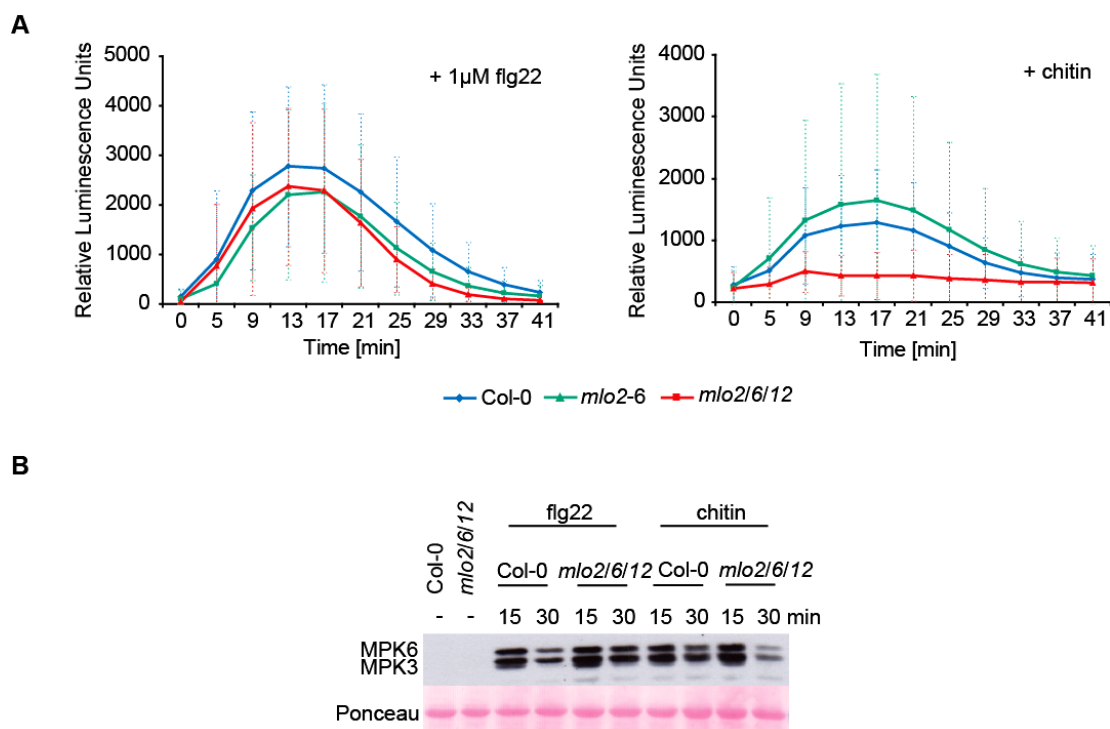 A
Relative Luminescence Units
5000
4000
3000
2000
1000
0
+ 1µM flg22
0 5 9 13 17 21 25 29 33 37 41
Time [min]
Relative Luminescence Units
4000
3000
2000
1000
0
+ chitin
0 5 9 13 17 21 25 29 33 37 41
Time [min]
Col-0 mlo2-6 mlo2/6/12
B
Col-0
mlo2/6/12
flg22 chitin
Col-0 mlo2/6/12 Col-0 mlo2/6/12
- - 15 30 15 30 15 30 15 30 min
MPK6
MPK3
Ponceau